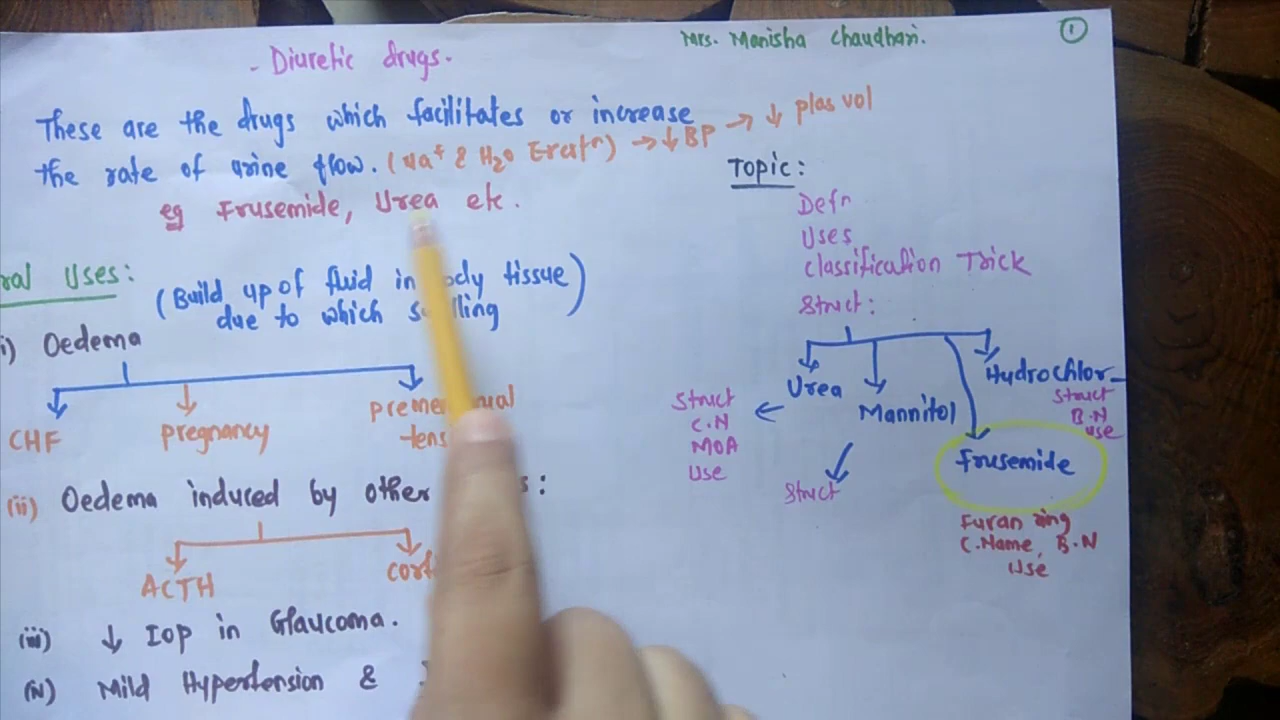 Mrs. Manisha Chaudhari.
1
- Diuretic drugs.
These are the drugs which facilitates or increase
the rate of urine flow. (Na⁺ & H₂O Excretⁿ) → ↓ BP → ↓ plas vol
eg Frusemide, Urea etc.
ral Uses:
(Build up of fluid in body tissue
due to which swelling)
i) Oedema
CHF
pregnancy
premenstrual
tens
(ii) Oedema induced by other
s:
ACTH
cort
(iii) ↓ Iop in Glaucoma.
(iv) Mild Hypertension &
Topic:
Defn
Uses
Classification Trick
Struct:
Urea
Mannitol
Hydrochlor_
Struct
B.N
use
Struct
C.N
MOA
Use
Struct
Frusemide
Furan ring
C.Name, B.N
Use